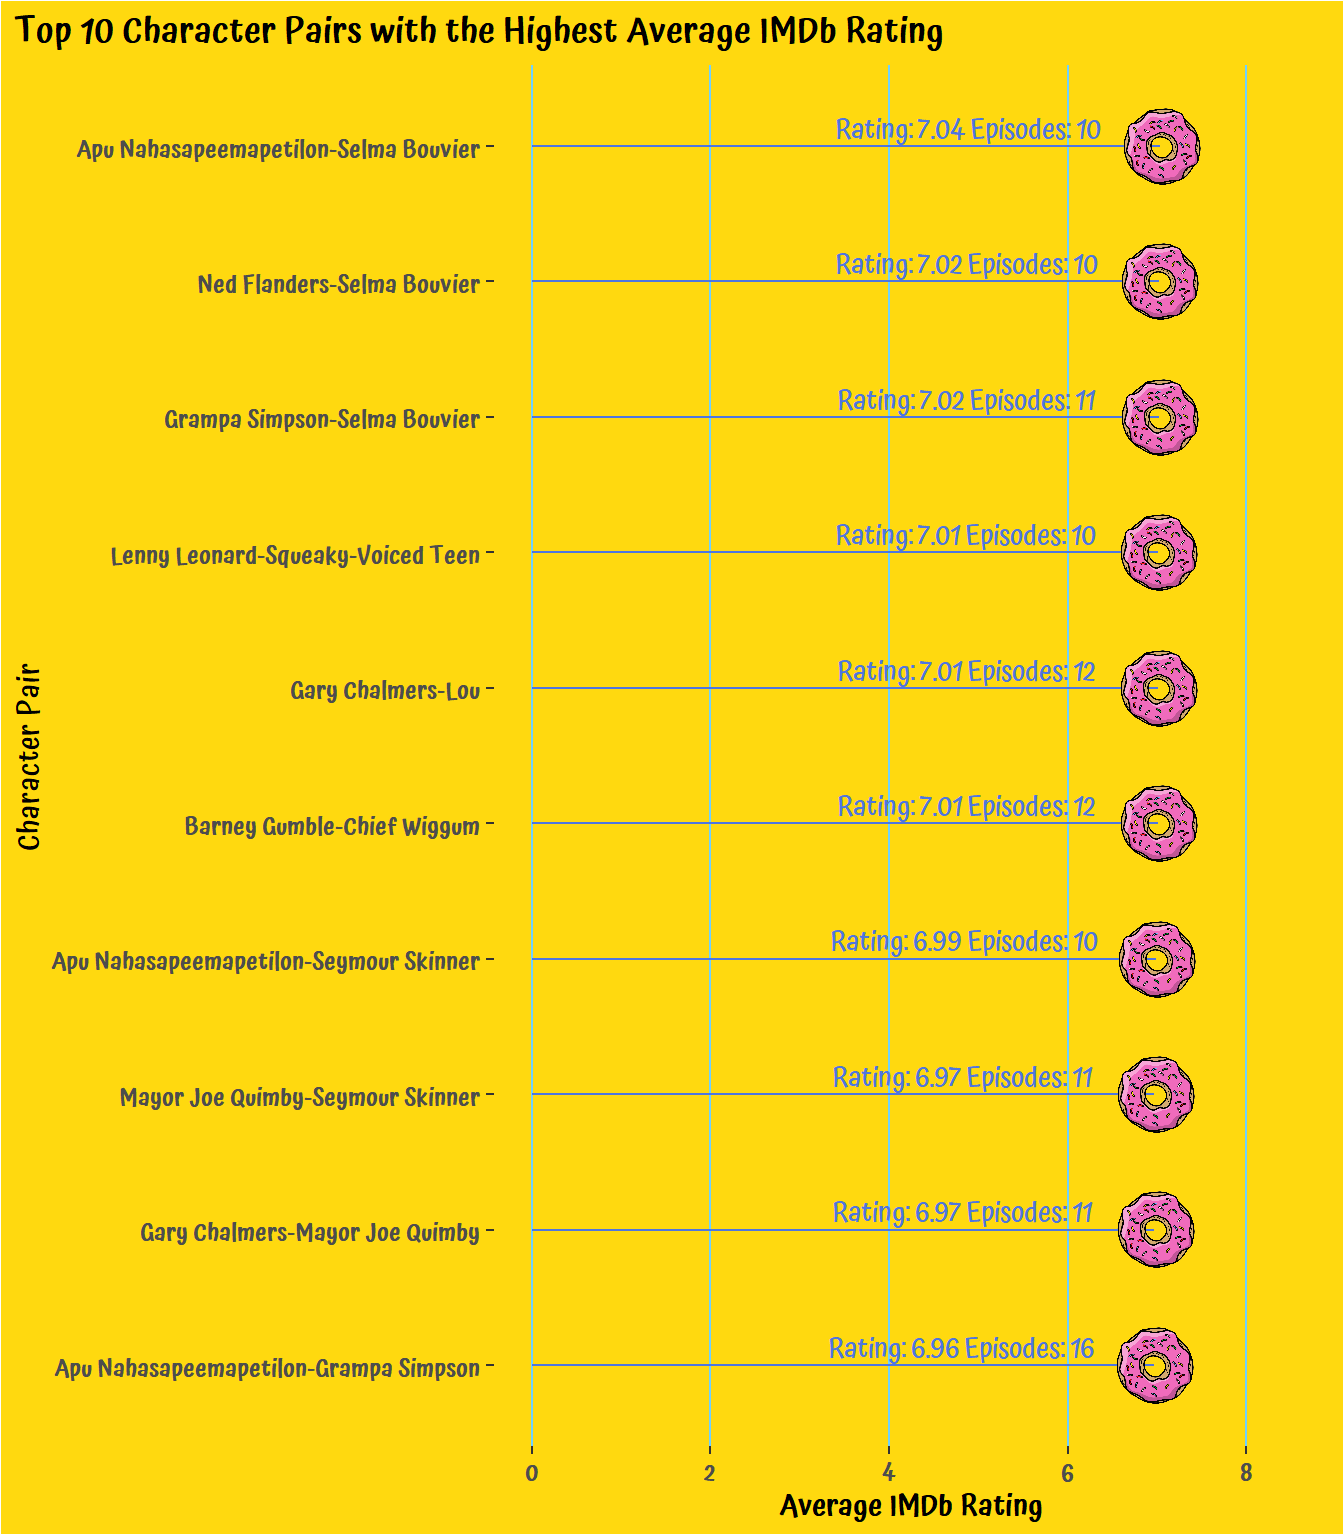 Top 10 Character Pairs with the Highest Average IMDb Rating
Character Pair
Apu Nahasapeemapetilon-Selma Bouvier
Rating: 7.04 Episodes: 10
Ned Flanders-Selma Bouvier
Rating: 7.02 Episodes: 10
Grampa Simpson-Selma Bouvier
Rating: 7.02 Episodes: 11
Lenny Leonard-Squeaky-Voiced Teen
Rating: 7.01 Episodes: 10
Gary Chalmers-Lou
Rating: 7.01 Episodes: 12
Barney Gumble-Chief Wiggum
Rating: 7.01 Episodes: 12
Apu Nahasapeemapetilon-Seymour Skinner
Rating: 6.99 Episodes: 10
Mayor Joe Quimby-Seymour Skinner
Rating: 6.97 Episodes: 11
Gary Chalmers-Mayor Joe Quimby
Rating: 6.97 Episodes: 11
Apu Nahasapeemapetilon-Grampa Simpson
Rating: 6.96 Episodes: 16
0 2 4 6 8
Average IMDb Rating